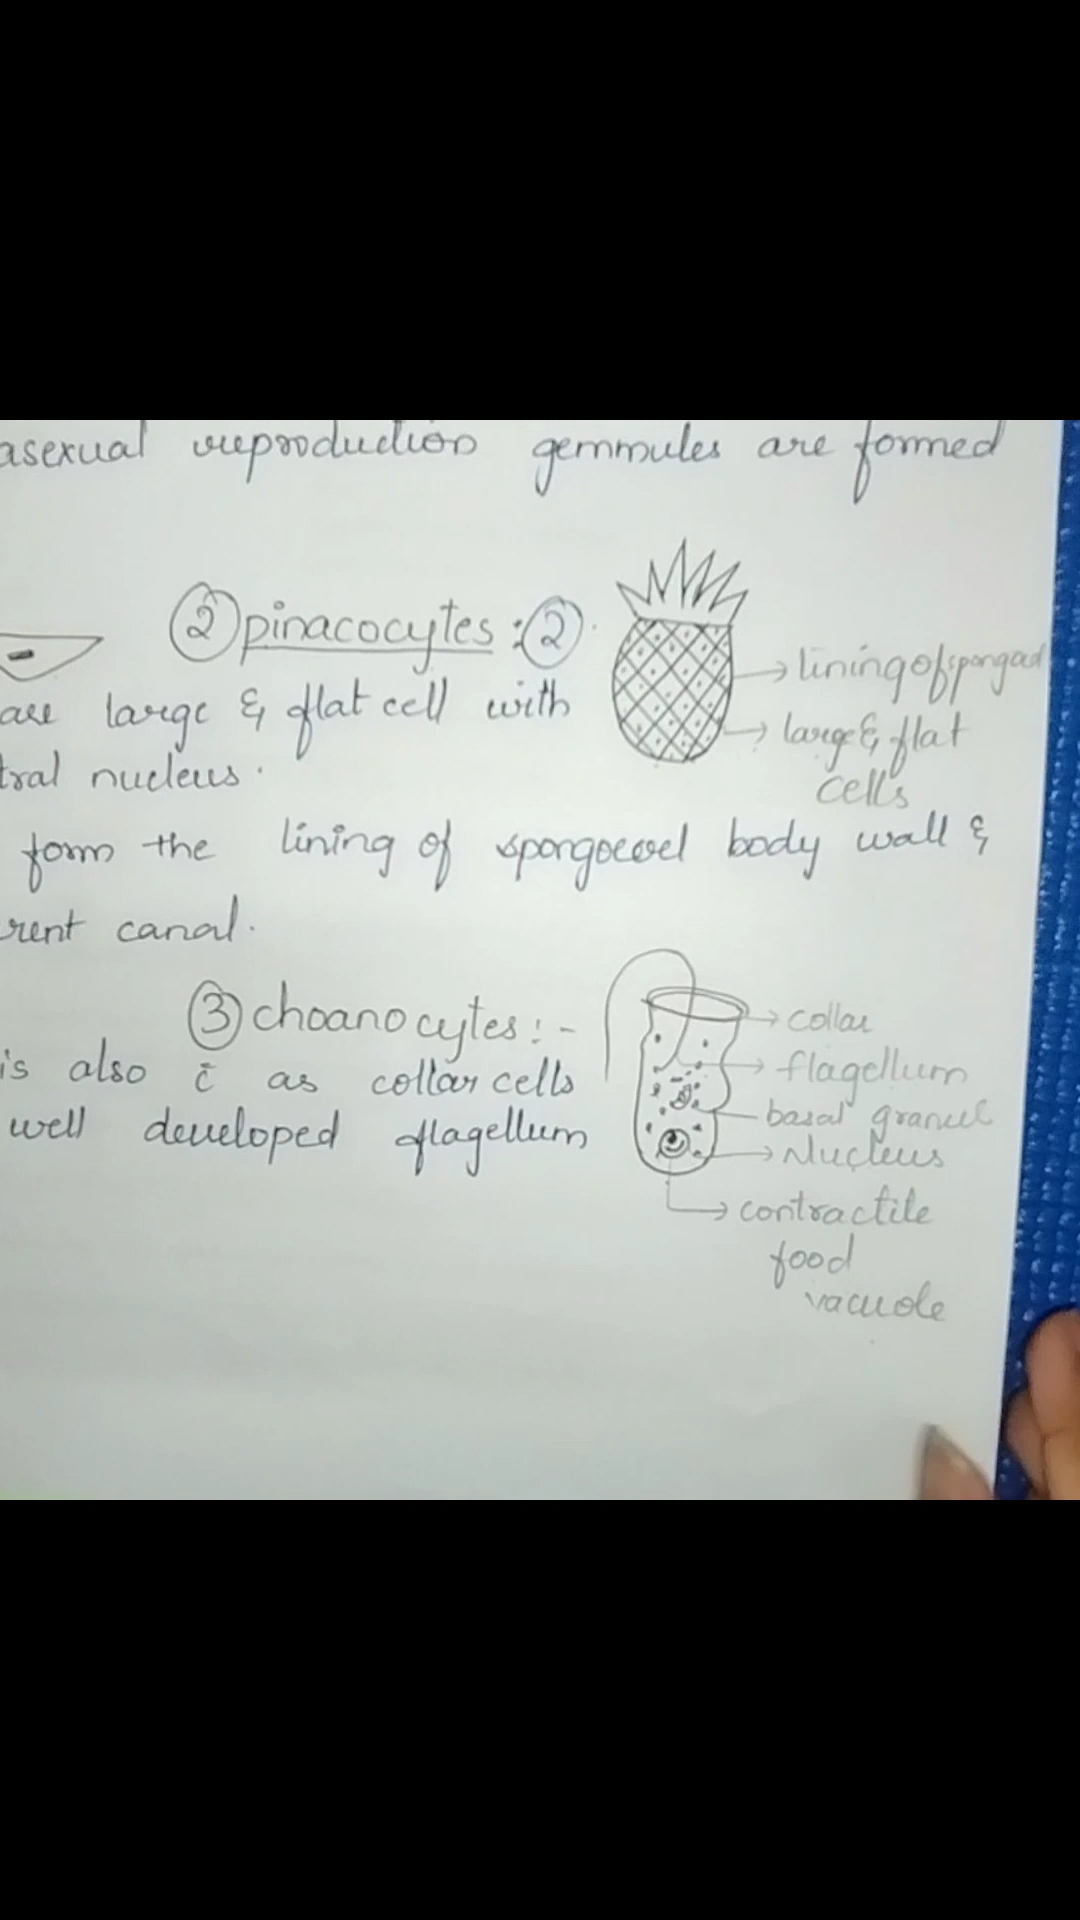 asexual reproduction gemmules are formed
② pinacocytes :②
are large & flat cell with
tral nucleus.
form the lining of spongocoel body wall &
rent canal.
→ lining of
→ large & flat
cells
③ choanocytes :-
is also c̄ as collar cells
well developed flagellum
→ collar
→ flagellum
basal
→ Nucleus
→ contractile
food
vacuole